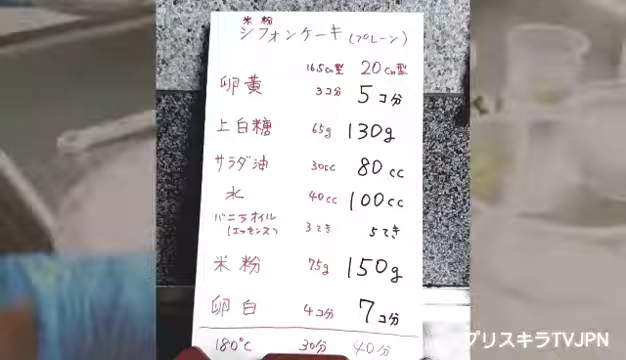 米粉
シフォンケーキ(プレーン)
16.5cm型 20cm型
卵黄 3コ分 5コ分
上白糖 65g 130g
サラダ油 30cc 80cc
水 40cc 100cc
バニラオイル
(エッセンス) 3てき 5てき
米粉 75g 150g
卵白 4コ分 7コ分
180℃ 30分 40分
プリスキラTVJPN